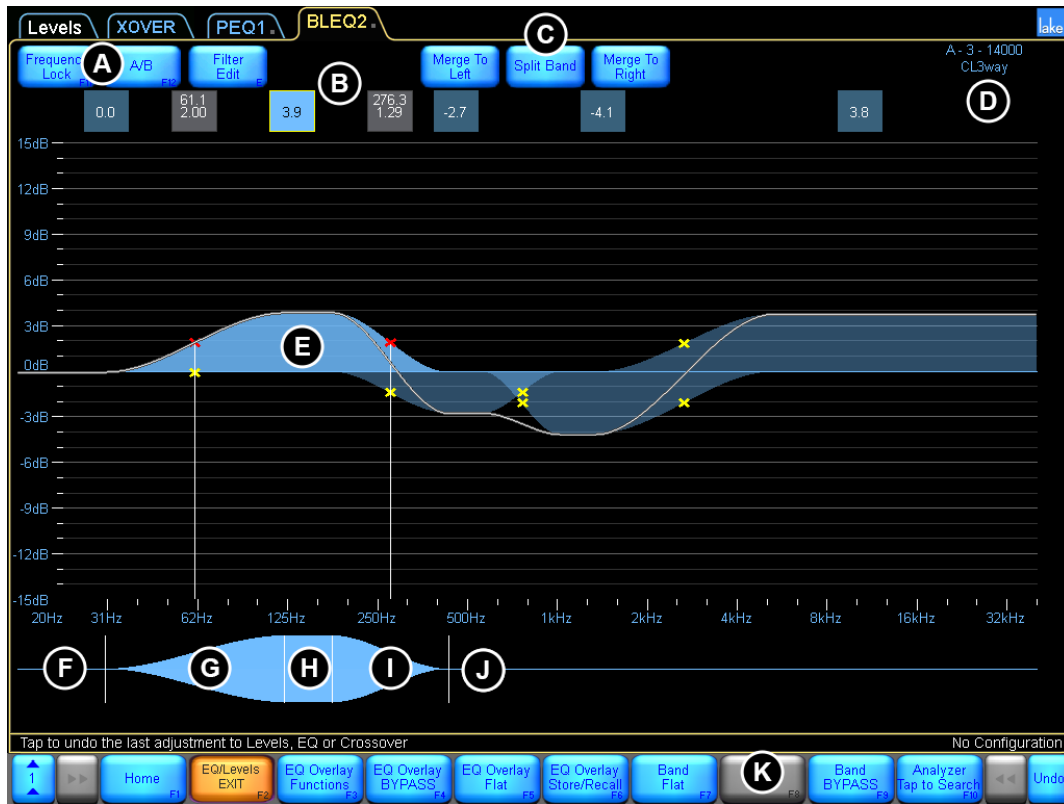 Levels XOVER PEQ1 BLEQ2 lake
C
Frequency Lock A/B F12 Filter Edit Merge To Left Split Band Merge To Right A - 3 - 14000
CL3way
A B D
0.0 61.1 2.00 3.9 276.3 1.29 -2.7 -4.1 3.8
15dB
12dB
9dB
6dB
3dB
E
0dB
-3dB
-6dB
-9dB
-12dB
-15dB
20Hz 31Hz 62Hz 125Hz 250Hz 500Hz 1kHz 2kHz 4kHz 8kHz 16kHz 32kHz
F G H I J
Tap to undo the last adjustment to Levels, EQ or Crossover No Configuration
1 Home F1 EQ/Levels EXIT F2 EQ Overlay Functions F3 EQ Overlay BYPASS F4 EQ Overlay Flat F5 EQ Overlay Store/Recall F6 Band Flat F7 K F8 Band BYPASS F9 Analyzer Tap to Search F10 Undo